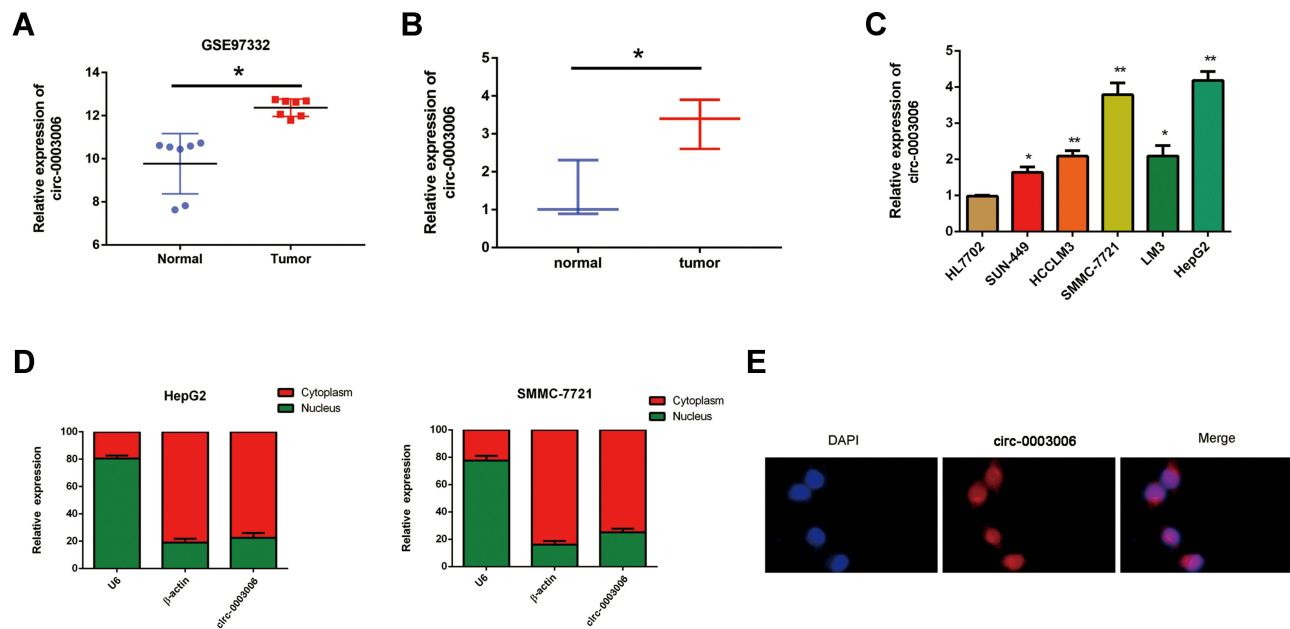 A
GSE97332
*
Relative expression of
circ-0003006
14
12
10
8
6
Normal
Tumor
B
*
Relative expression of
circ-0003006
5
4
3
2
1
0
normal
tumor
C
Relative expression of
circ-0003006
5
4
3
2
1
0
*
**
**
*
**
HL7702
SUN-449
HCCLM3
SMMC-7721
LM3
HepG2
D
HepG2
Cytoplasm
Nucleus
Relative expression
100
80
60
40
20
0
U6
β-actin
circ-0003006
SMMC-7721
Cytoplasm
Nucleus
Relative expression
100
80
60
40
20
0
U6
β-actin
circ-0003006
E
DAPI
circ-0003006
Merge